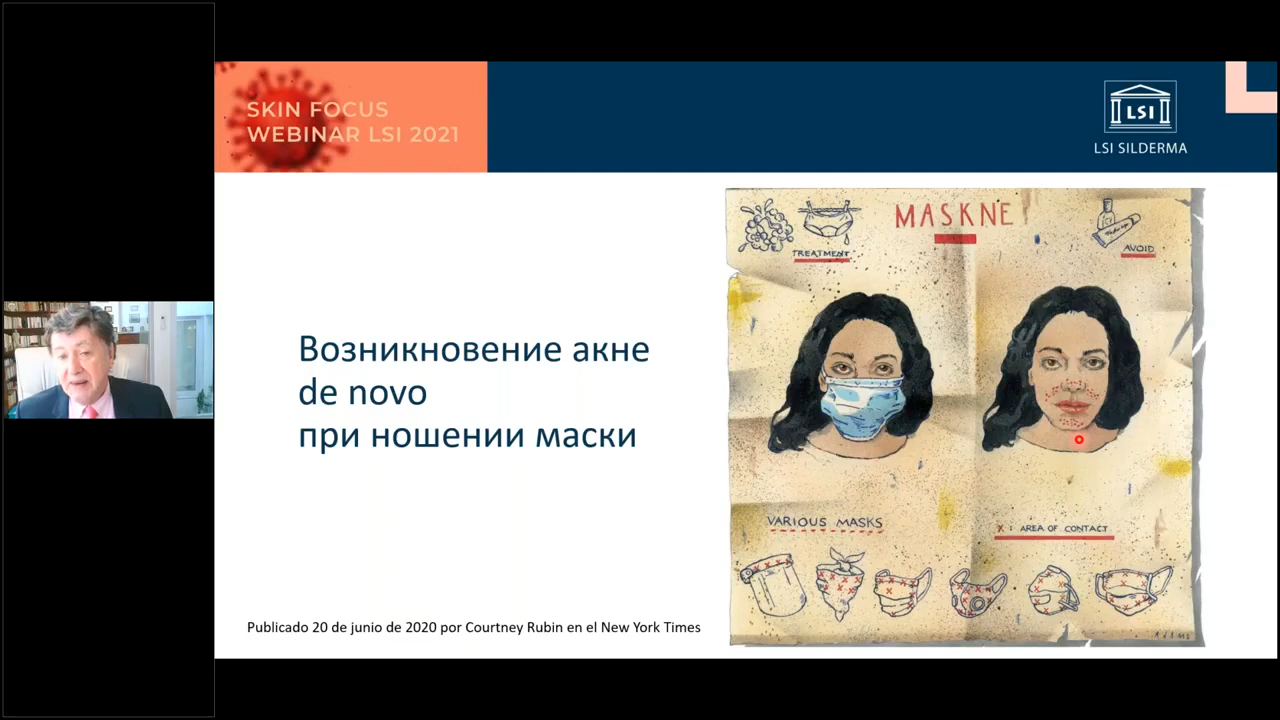 SKIN FOCUS
WEBINAR LSI 2021
LSI
LSI SILDERMA
Возникновение акне
de novo
при ношении маски
Publicado 20 de junio de 2020 por Courtney Rubin en el New York Times
MASKNE
TREATMENT
AVOID
VARIOUS MASKS
X : AREA OF CONTACT